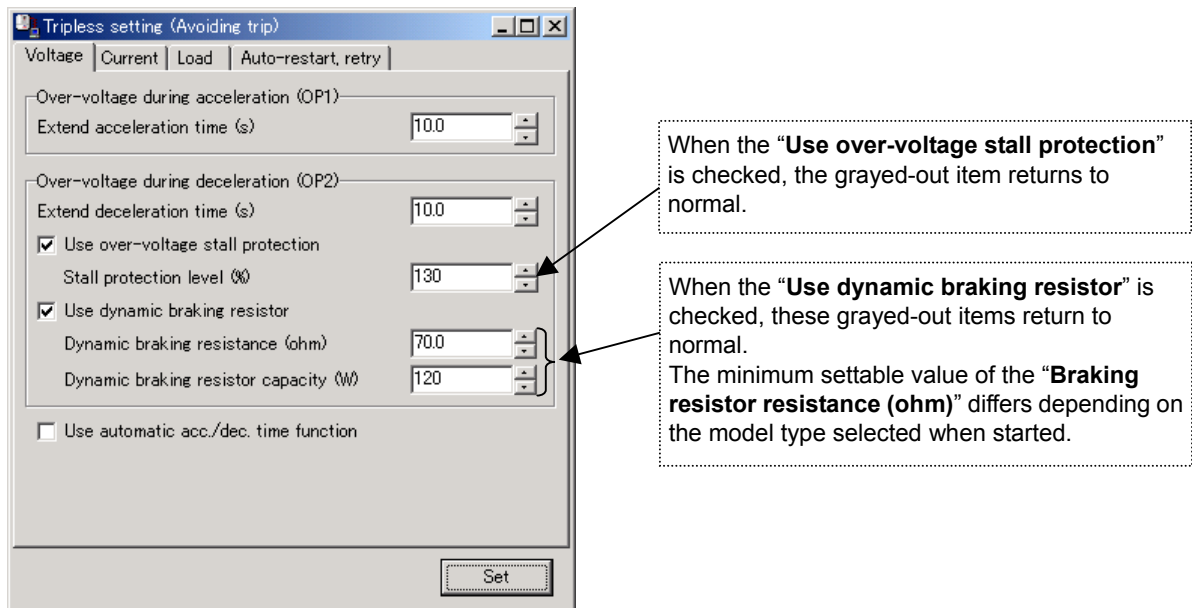 Tripless setting (Avoiding trip)
Voltage Current Load Auto-restart, retry
Over-voltage during acceleration (OP1)
Extend acceleration time (s) 10.0
Over-voltage during deceleration (OP2)
Extend deceleration time (s) 10.0
Use over-voltage stall protection
Stall protection level (%) 130
Use dynamic braking resistor
Dynamic braking resistance (ohm) 70.0
Dynamic braking resistor capacity (W) 120
Use automatic acc./dec. time function
Set
When the “Use over-voltage stall protection”
is checked, the grayed-out item returns to
normal.
When the “Use dynamic braking resistor” is
checked, these grayed-out items return to
normal.
The minimum settable value of the “Braking
resistor resistance (ohm)” differs depending on
the model type selected when started.